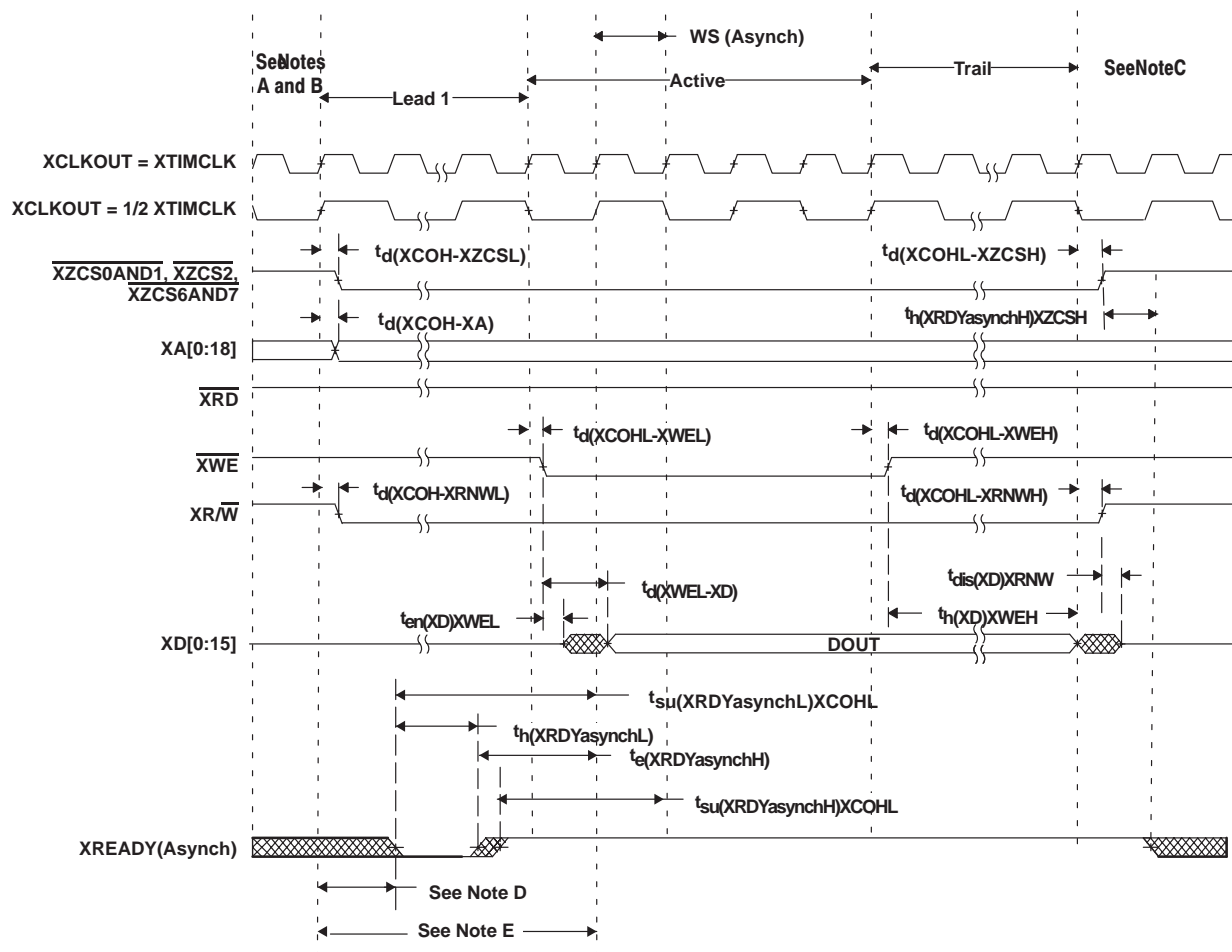 WS (Asynch)
See Notes
A and B
Trail
See Note C
Active
Lead 1
XCLKOUT = XTIMCLK
XCLKOUT = 1/2 XTIMCLK
td(XCOH-XZCSL)
td(XCOHL-XZCSH)
XZCS0AND1, XZCS2,
XZCS6AND7
td(XCOH-XA)
th(XRDYasynchH)XZCSH
XA[0:18]
XRD
td(XCOHL-XWEL)
td(XCOHL-XWEH)
XWE
td(XCOH-XRNWL)
td(XCOHL-XRNWH)
XR/W
td(XWEL-XD)
tdis(XD)XRNW
ten(XD)XWEL
th(XD)XWEH
XD[0:15]
DOUT
tsu(XRDYasynchL)XCOHL
th(XRDYasynchL)
te(XRDYasynchH)
tsu(XRDYasynchH)XCOHL
XREADY(Asynch)
See Note D
See Note E